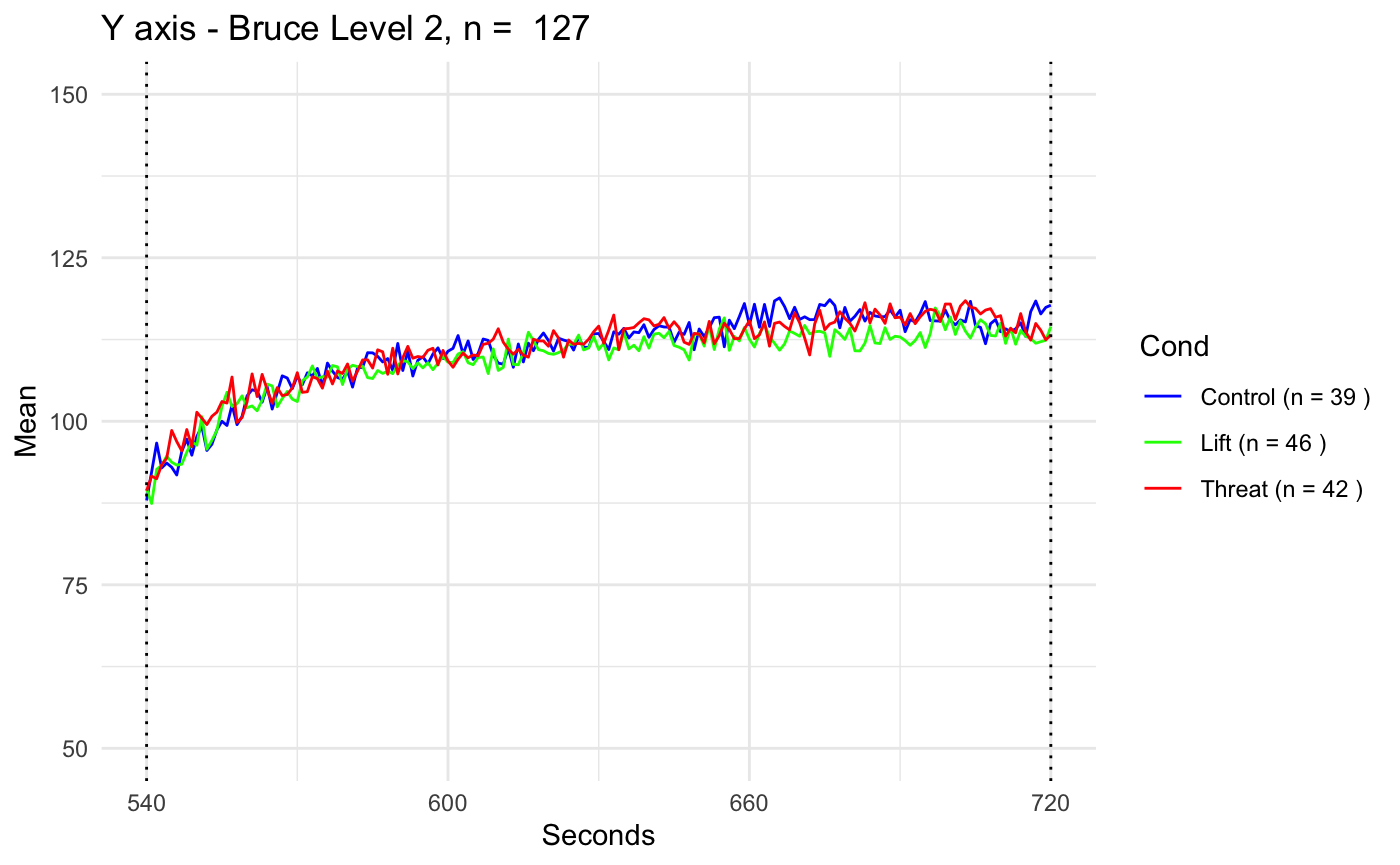 Y axis - Bruce Level 2, n =  127
150
125
100
75
50
Mean
540
600
660
720
Seconds
Cond
Control (n = 39 )
Lift (n = 46 )
Threat (n = 42 )